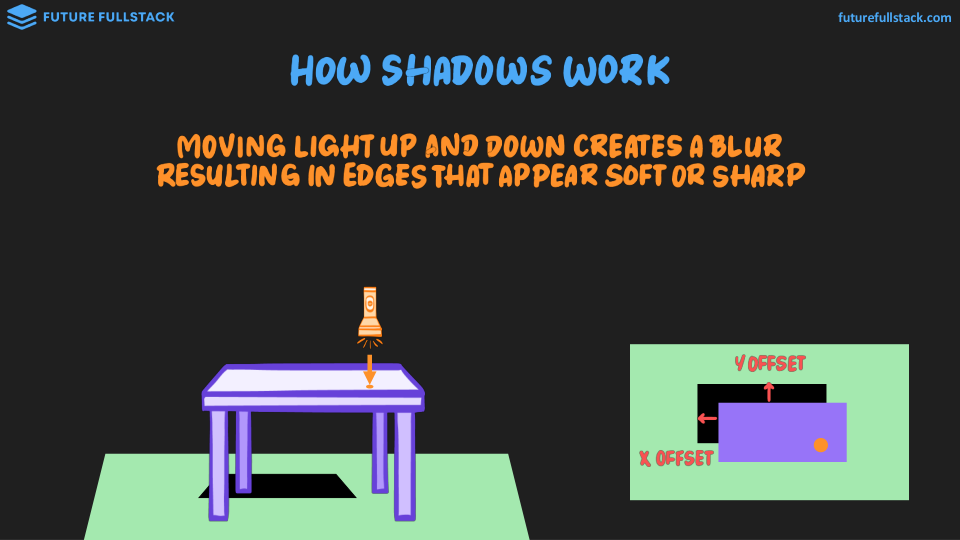 FUTURE FULLSTACK
futurefullstack.com
HOW SHADOWS WORK
MOVING LIGHT UP AND DOWN CREATES A BLUR
RESULTING IN EDGES THAT APPEAR SOFT OR SHARP
Y OFFSET
X OFFSET